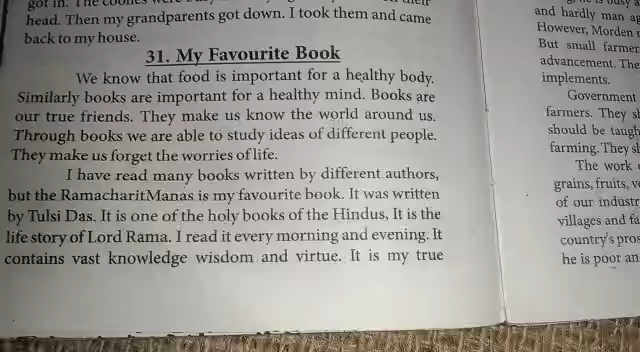 head. Then my grandparents got down. I took them and came
back to my house.
31. My Favourite Book
We know that food is important for a healthy body.
Similarly books are important for a healthy mind. Books are
our true friends. They make us know the world around us.
Through books we are able to study ideas of different people.
They make us forget the worries of life.
I have read many books written by different authors,
but the RamacharitManas is my favourite book. It was written
by Tulsi Das. It is one of the holy books of the Hindus, It is the
life story of Lord Rama. I read it every morning and evening. It
contains vast knowledge wisdom and virtue. It is my true
and hardly man
However, Morden
But small farmer
advancement. The
implements.
Government
farmers. They
should be
farming. They
The work
grains, fruits,
of our
villages and
country's
he is poor